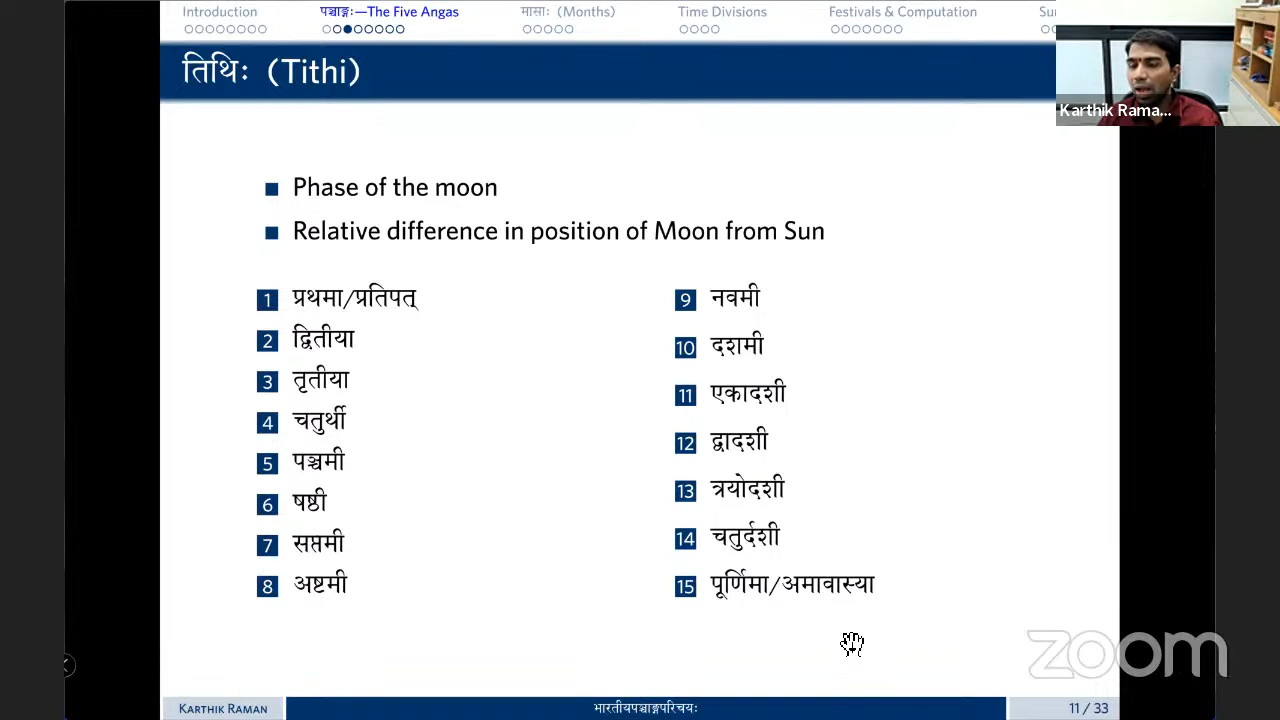 Introduction
पञ्चाङ्गः—The Five Angas
मासाः (Months)
Time Divisions
Festivals & Computation
Su
तिथिः (Tithi)
Karthik Rama...
Phase of the moon
Relative difference in position of Moon from Sun
1 प्रथमा/प्रतिपत्
2 द्वितीया
3 तृतीया
4 चतुर्थी
5 पञ्चमी
6 षष्ठी
7 सप्तमी
8 अष्टमी
9 नवमी
10 दशमी
11 एकादशी
12 द्वादशी
13 त्रयोदशी
14 चतुर्दशी
15 पूर्णिमा/अमावास्या
zoom
KARTHIK RAMAN
भारतीयपञ्चाङ्गपरिचयः
11 / 33